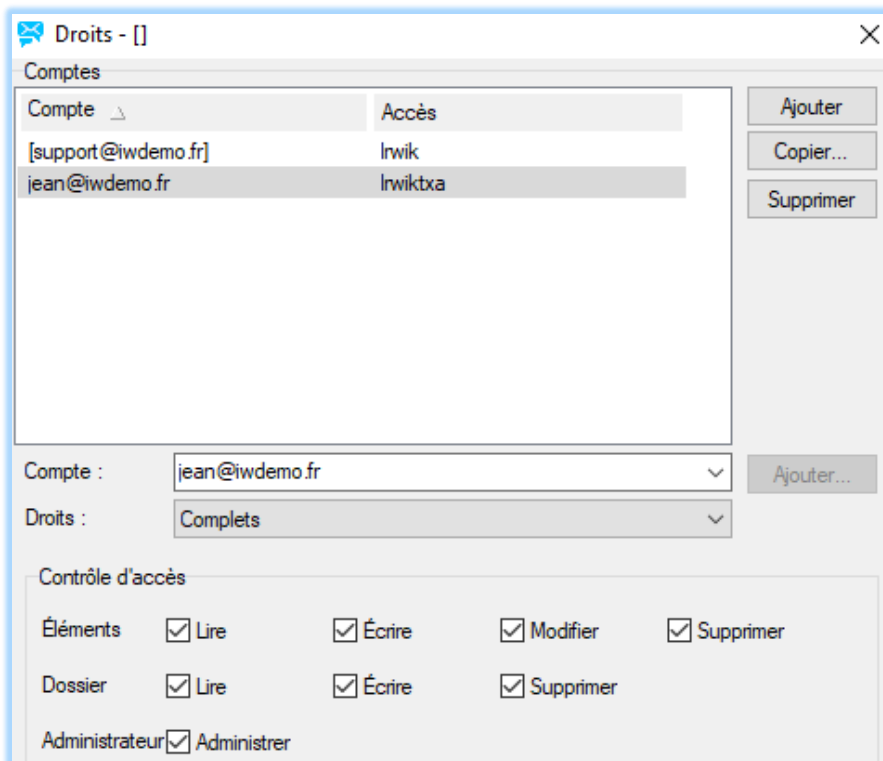 Droits - []
Comptes
Compte Accès Ajouter
[support@iwdemo.fr] lrwik Copier...
jean@iwdemo.fr lrwiktxa Supprimer
Compte : jean@iwdemo.fr Ajouter...
Droits : Complets
Contrôle d'accès
Éléments Lire Écrire Modifier Supprimer
Dossier Lire Écrire Supprimer
Administrateur Administrer